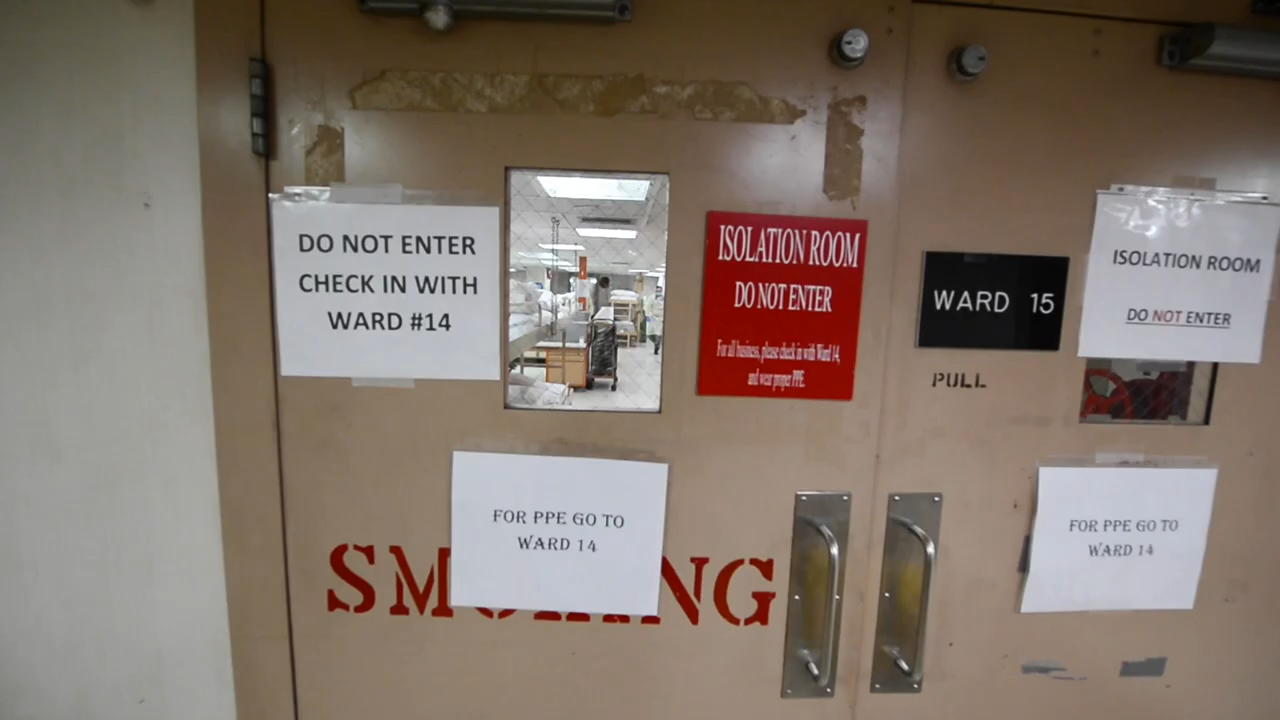 DO NOT ENTER
CHECK IN WITH
WARD #14
ISOLATION ROOM
DO NOT ENTER
For all business, please check in with Ward 14,
and wear proper PPE.
WARD 15
PULL
ISOLATION ROOM
DO NOT ENTER
FOR PPE GO TO
WARD 14
FOR PPE GO TO
WARD 14
SMOKING